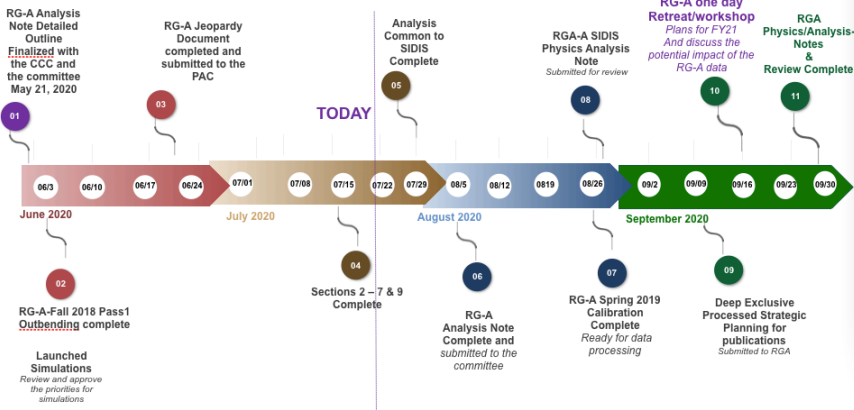 RG-A Analysis
Note Detailed
Outline
Finalized with
the CCC and
the committee
May 21, 2020
01
RG-A Jeopardy
Document
completed and
submitted to the
PAC
03
TODAY
Analysis
Common to
SIDIS
Complete
05
RGA-A SIDIS
Physics Analysis
Note
Submitted for review
08
RG-A one day
Retreat/workshop
Plans for FY21
And discuss the
potential impact of the
RG-A data
10
RGA
Physics/Analysis-
Notes
&
Review Complete
11
06/3
06/10
06/17
06/24
07/01
07/08
07/15
07/22
07/29
08/5
08/12
0819
08/26
09/2
09/09
09/16
09/23
09/30
June 2020
July 2020
August 2020
September 2020
02
RG-A-Fall 2018 Pass1
Outbending complete
Launched
Simulations
Review and approve
the priorities for
simulations
04
Sections 2 – 7 & 9
Complete
06
RG-A
Analysis Note
Complete and
submitted to the
committee
07
RG-A Spring 2019
Calibration
Complete
Ready for data
processing
09
Deep Exclusive
Processed Strategic
Planning for
publications
Submitted to RGA